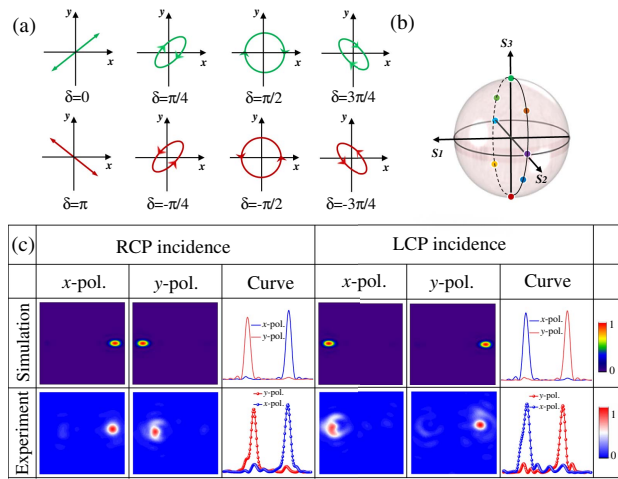 (a)
y
y
y
y
x
x
x
x
δ=0
δ=π/4
δ=π/2
δ=3π/4
y
y
y
y
x
x
x
x
δ=π
δ=-π/4
δ=-π/2
δ=-3π/4
(b)
S3
S1
S2
(c)
RCP incidence
LCP incidence
x-pol.
y-pol.
Curve
x-pol.
y-pol.
Curve
Simulation
x-pol.
y-pol.
x-pol.
y-pol.
1
0
Experiment
y-pol.
x-pol.
y-pol.
x-pol.
1
0